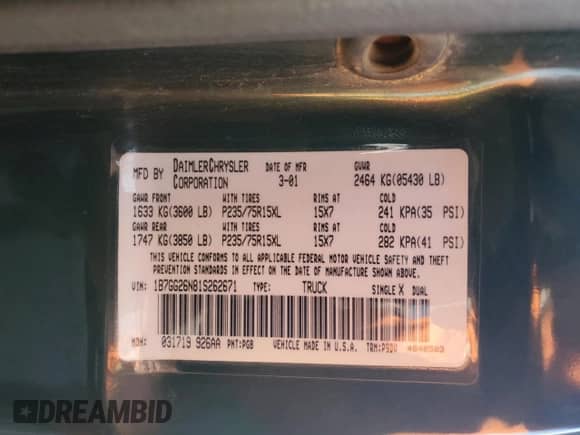 MFD BY DAIMLERCHRYSLER CORPORATION DATE OF MFR 3-01 GVWR 2464 KG(05430 LB)
GAWR FRONT WITH TIRES RIMS AT COLD
1633 KG(3600 LB) P235/75R15XL 15X7 241 KPA(35 PSI)
GAWR REAR WITH TIRES RIMS AT COLD
1747 KG(3850 LB) P235/75R15XL 15X7 282 KPA(41 PSI)
THIS VEHICLE CONFORMS TO ALL APPLICABLE FEDERAL MOTOR VEHICLE SAFETY AND THEFT
PREVENTION STANDARDS IN EFFECT ON THE DATE OF MANUFACTURE SHOWN ABOVE.
VIN: 1B7GG26N81S262671 TYPE: TRUCK SINGLE X DUAL
MDH: 031719 926AA PNT:PGB VEHICLE MADE IN U.S.A.
DREAMBID